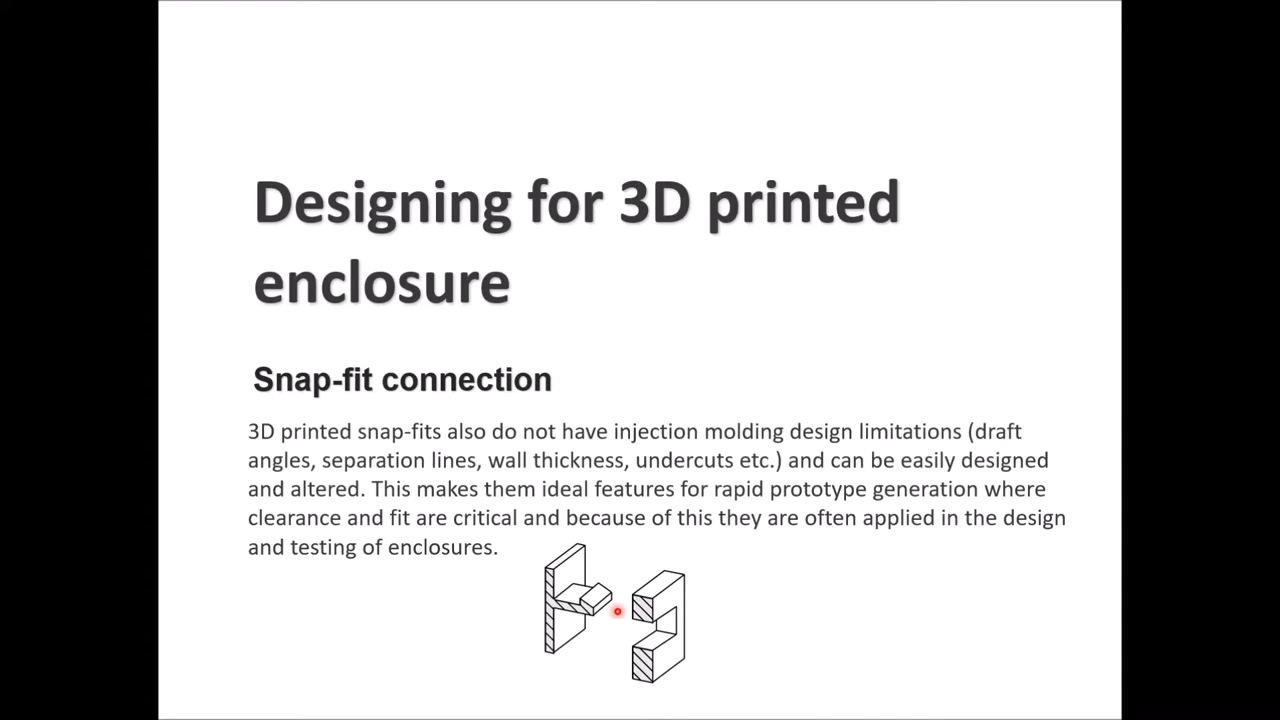 Designing for 3D printed
enclosure
Snap-fit connection
3D printed snap-fits also do not have injection molding design limitations (draft
angles, separation lines, wall thickness, undercuts etc.) and can be easily designed
and altered. This makes them ideal features for rapid prototype generation where
clearance and fit are critical and because of this they are often applied in the design
and testing of enclosures.